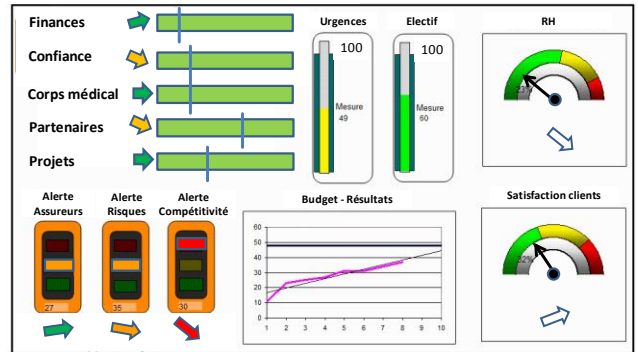 Finances
Confiance
Corps médical
Partenaires
Projets
Urgences
100
Mesure
49
Electif
100
Mesure
60
RH
23%
Alerte
Assureurs
27
Alerte
Risques
35
Alerte
Compétitivité
30
Budget - Résultats
60
50
40
30
20
10
0
1 2 3 4 5 6 7 8 9 10
Satisfaction clients
32%